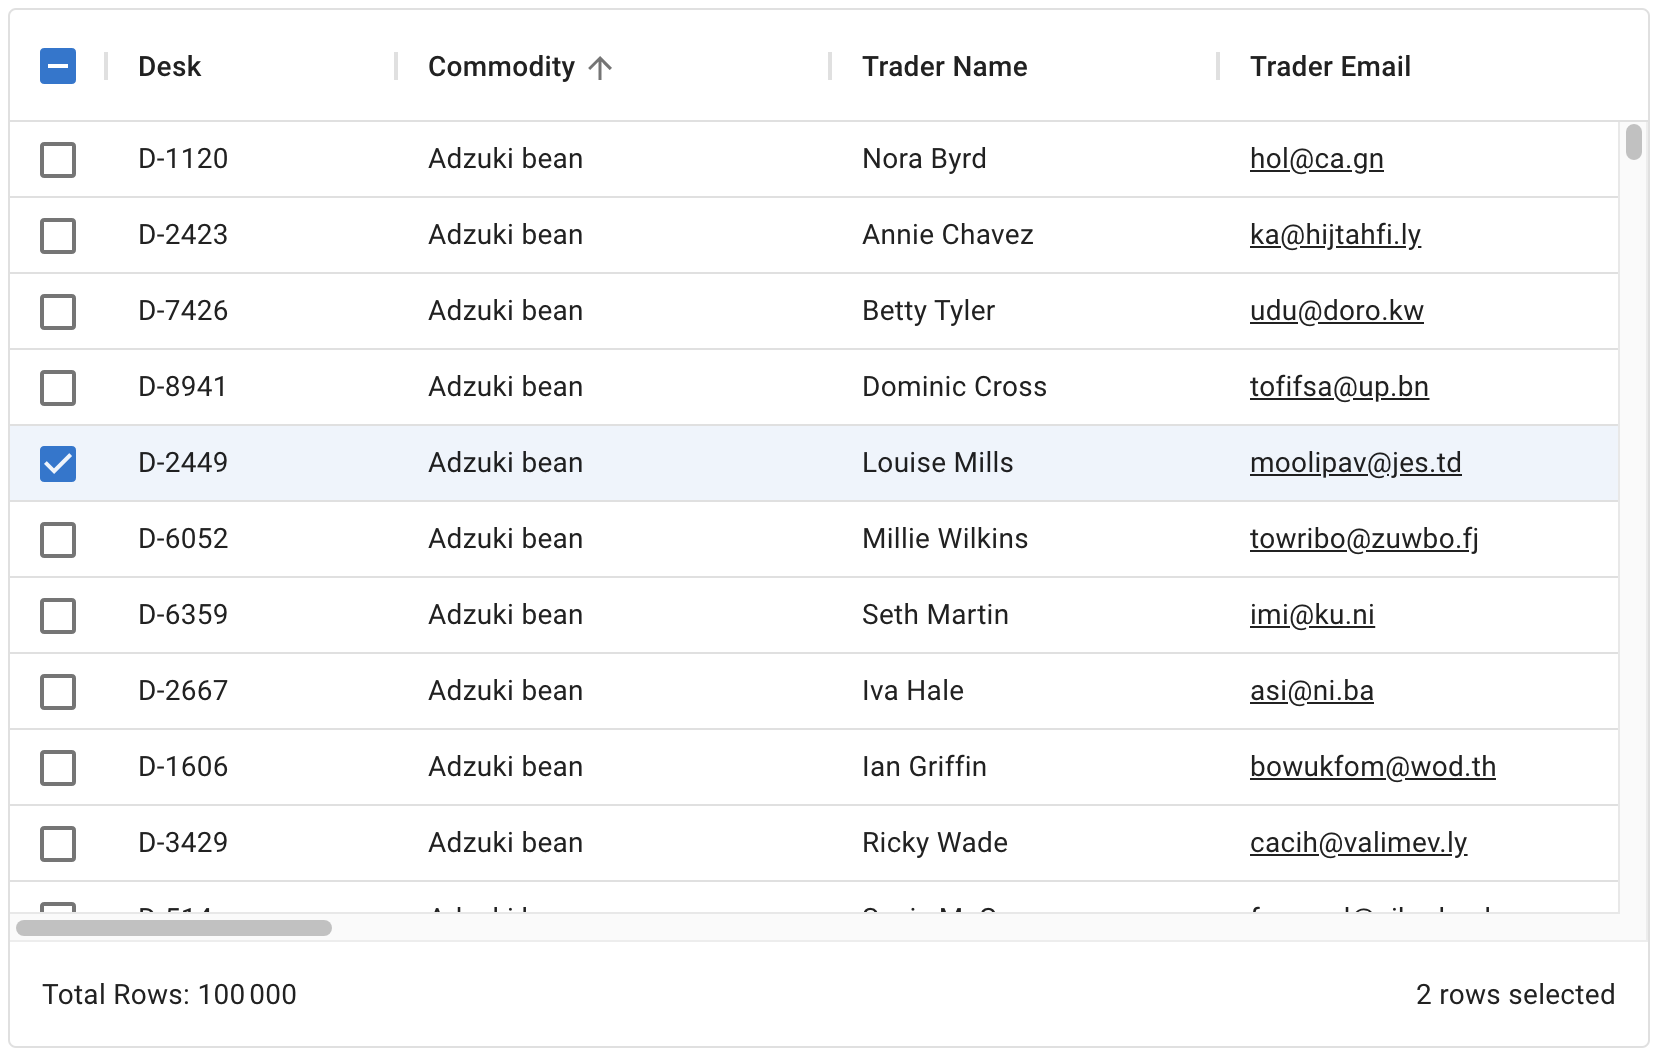 Desk Commodity Trader Name Trader Email
D-1120 Adzuki bean Nora Byrd hol@ca.gn
D-2423 Adzuki bean Annie Chavez ka@hijtahfi.ly
D-7426 Adzuki bean Betty Tyler udu@doro.kw
D-8941 Adzuki bean Dominic Cross tofifsa@up.bn
D-2449 Adzuki bean Louise Mills moolipav@jes.td
D-6052 Adzuki bean Millie Wilkins towribo@zuwbo.fj
D-6359 Adzuki bean Seth Martin imi@ku.ni
D-2667 Adzuki bean Iva Hale asi@ni.ba
D-1606 Adzuki bean Ian Griffin bowukfom@wod.th
D-3429 Adzuki bean Ricky Wade cacih@valimev.ly
Total Rows: 100 000 2 rows selected